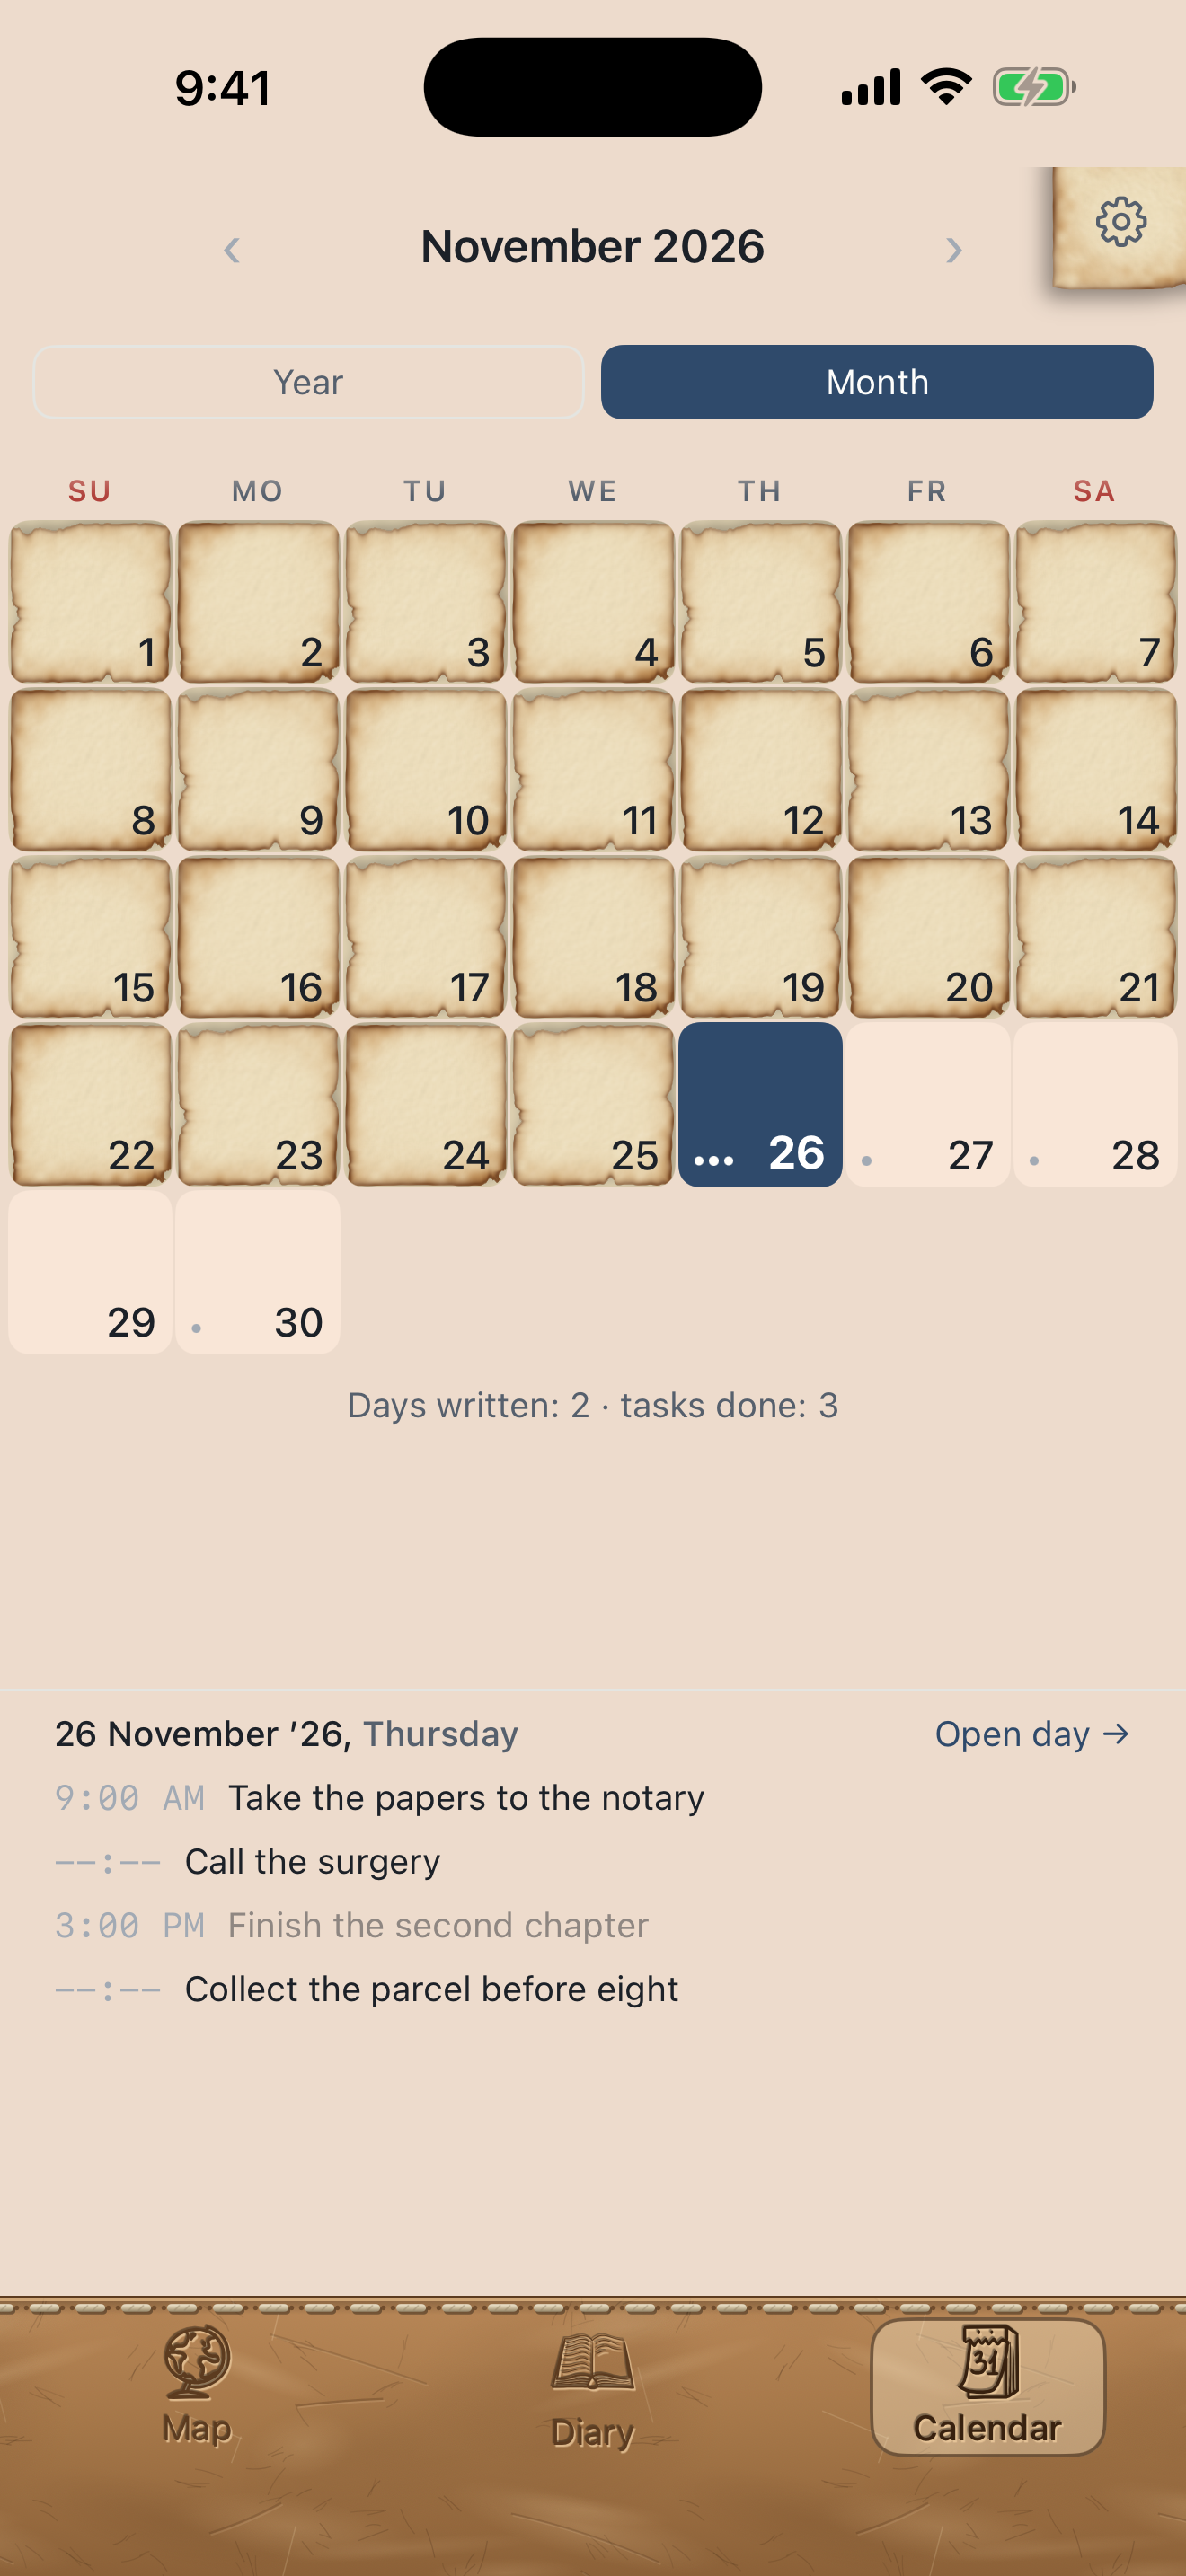 9:41
‹ November 2026 ›
Year Month
SU MO TU WE TH FR SA
1 2 3 4 5 6 7
8 9 10 11 12 13 14
15 16 17 18 19 20 21
22 23 24 25 ... 26 27 28
29 30
Days written: 2 · tasks done: 3
26 November ’26, Thursday Open day →
9:00 AM Take the papers to the notary
--:-- Call the surgery
3:00 PM Finish the second chapter
--:-- Collect the parcel before eight
31
Map Diary Calendar